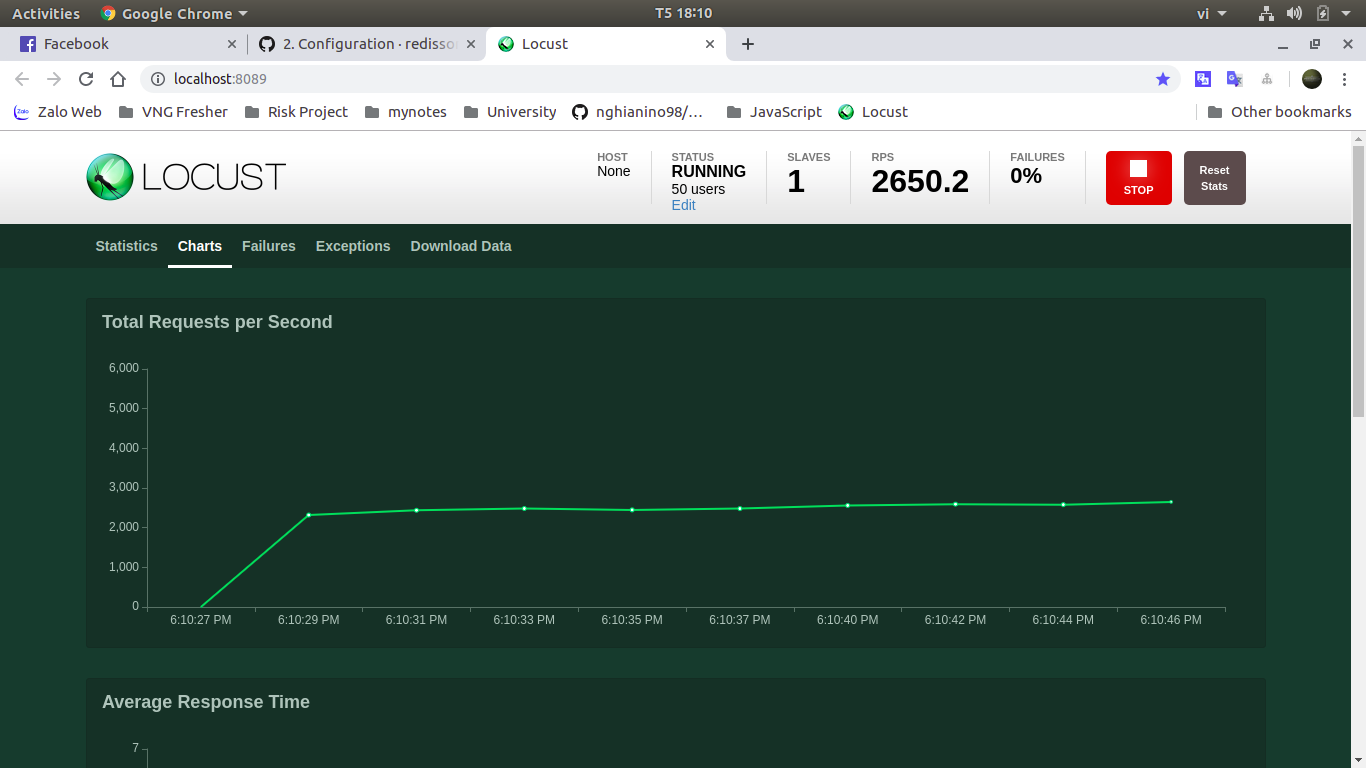 Activities Google Chrome T5 18:10 vi
Facebook 2. Configuration · redisso Locust
localhost:8089
Zalo Web VNG Fresher Risk Project mynotes University nghianino98/... JavaScript Locust Other bookmarks
LOCUST
HOST
None
STATUS
RUNNING
50 users
Edit
SLAVES
1
RPS
2650.2
FAILURES
0%
STOP
Reset
Stats
Statistics Charts Failures Exceptions Download Data
Total Requests per Second
6,000
5,000
4,000
3,000
2,000
1,000
0
6:10:27 PM 6:10:29 PM 6:10:31 PM 6:10:33 PM 6:10:35 PM 6:10:37 PM 6:10:40 PM 6:10:42 PM 6:10:44 PM 6:10:46 PM
Average Response Time
7